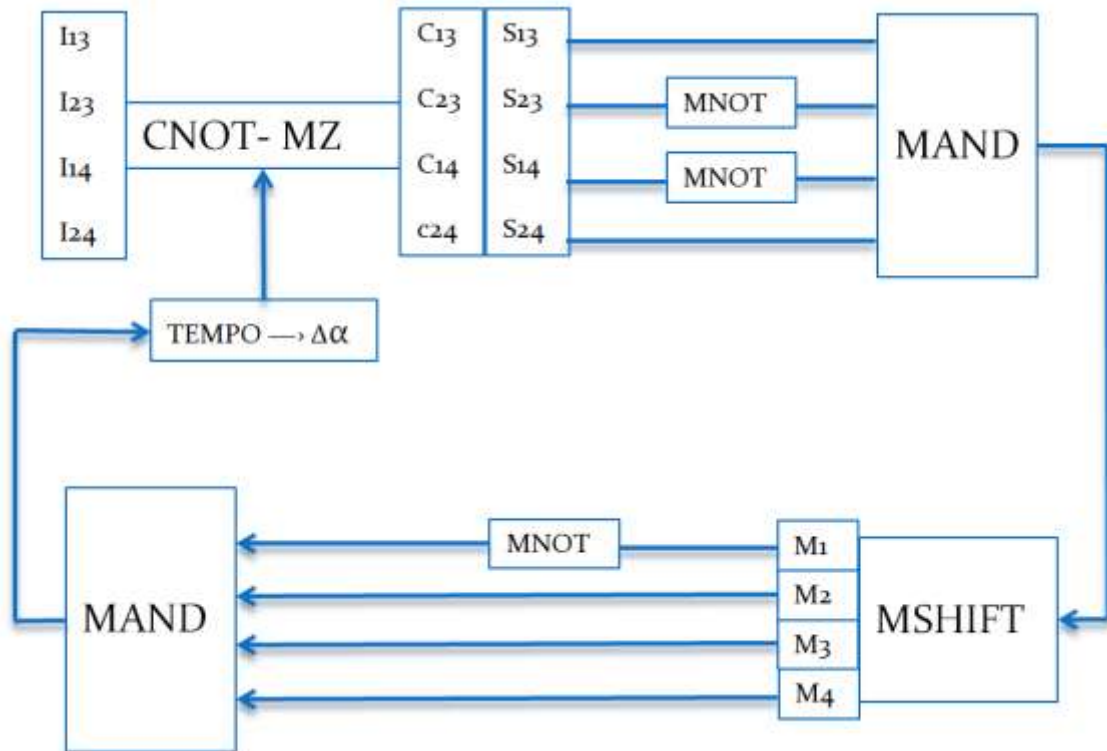 I13
I23
I14
I24
CNOT- MZ
C13
C23
C14
c24
S13
S23
S14
S24
MNOT
MNOT
MAND
TEMPO —› Δα
MAND
MNOT
M1
M2
M3
M4
MSHIFT